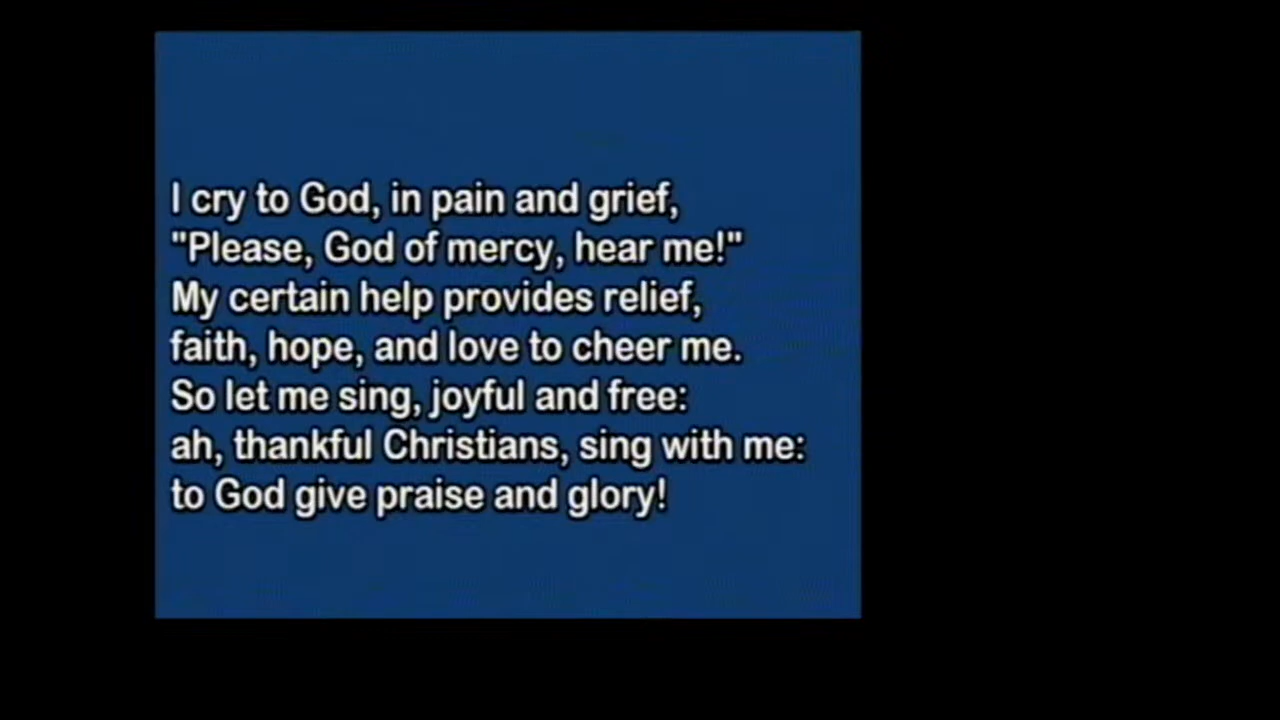 I cry to God, in pain and grief,
"Please, God of mercy, hear me!"
My certain help provides relief,
faith, hope, and love to cheer me.
So let me sing, joyful and free:
ah, thankful Christians, sing with me:
to God give praise and glory!